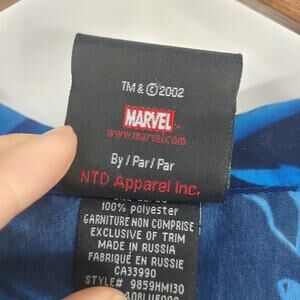 TM & © 2002
MARVEL
www.marvel.com
By / Par / Par
NTD Apparel Inc.
100% polyester
GARNITURE NON COMPRISE
EXCLUSIVE OF TRIM
MADE IN RUSSIA
FABRIQUÉ EN RUSSIE
CA33990
STYLE# 9859HM130